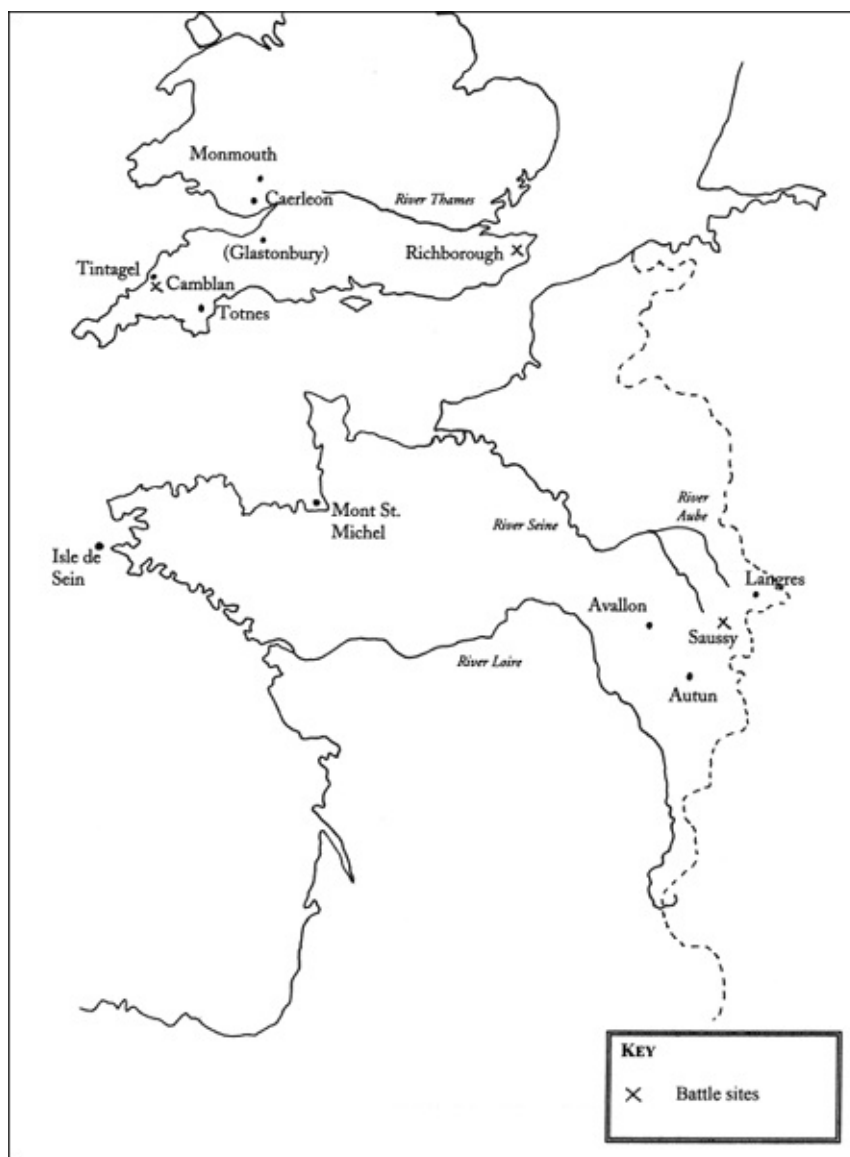 Monmouth
Caerleon
River Thames
(Glastonbury)
Richborough
Tintagel
Camblan
Totnes
Mont St.
Michel
River Seine
River
Aube
Isle de
Sein
Langres
Avallon
Saussy
River Loire
Autun
KEY
Battle sites